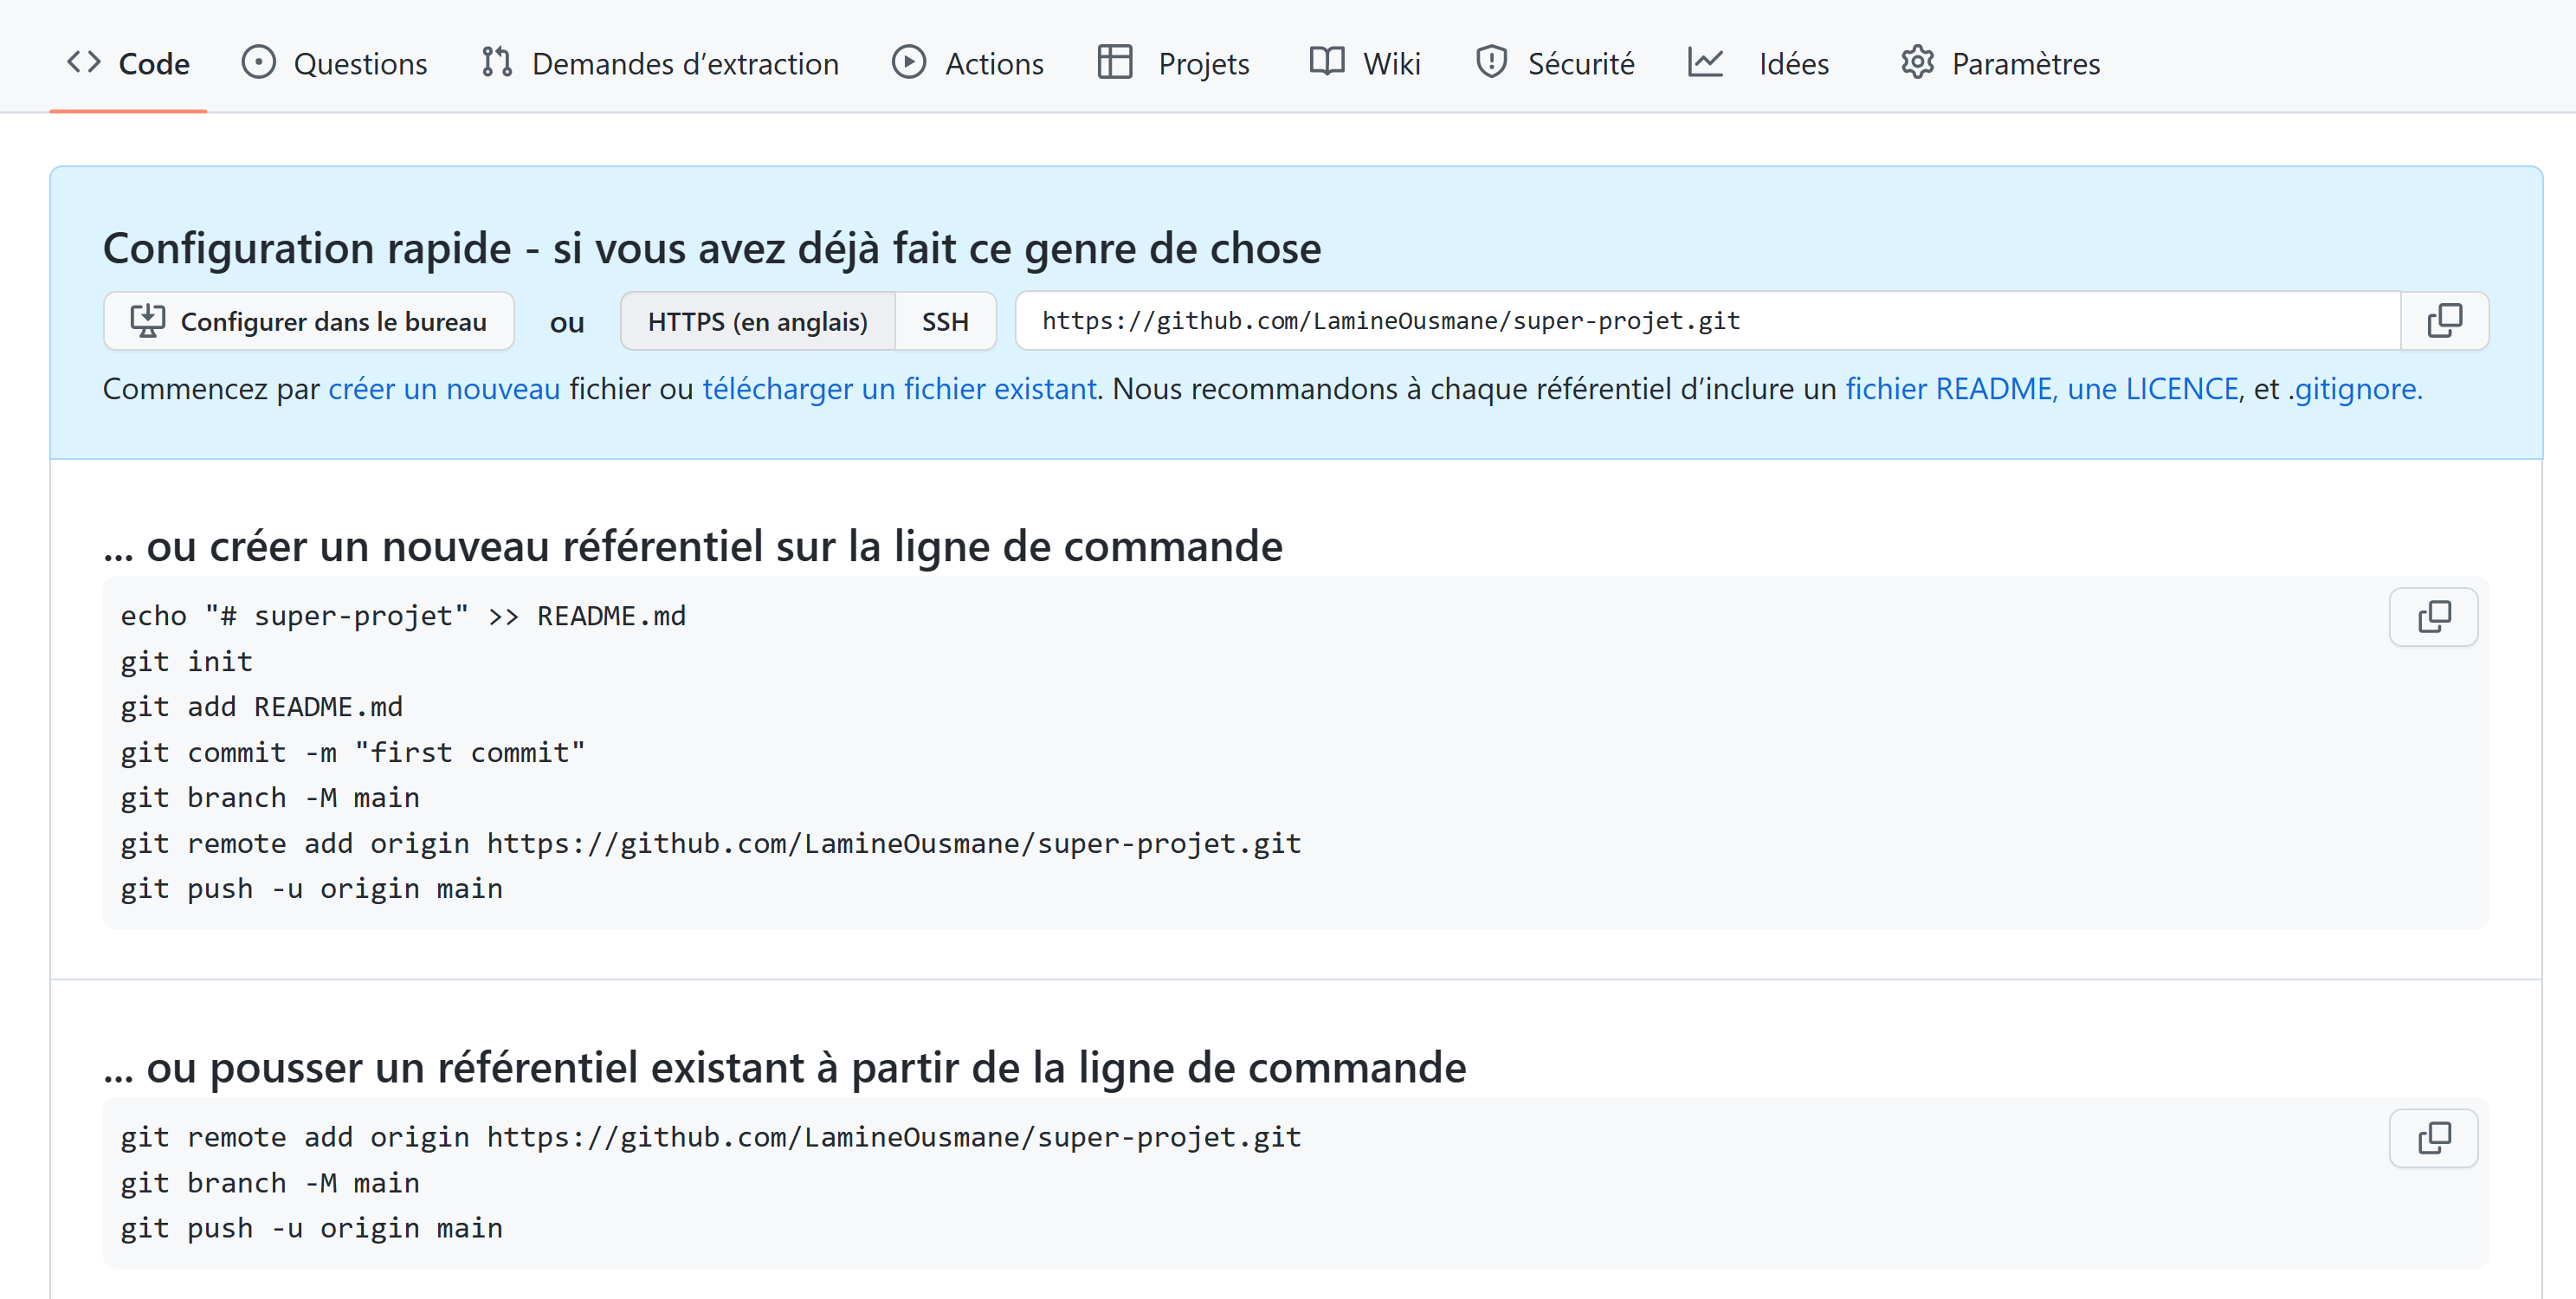 Code Questions Demandes d’extraction Actions Projets Wiki Sécurité Idées Paramètres
Configuration rapide - si vous avez déjà fait ce genre de chose
Configurer dans le bureau ou HTTPS (en anglais) SSH https://github.com/LamineOusmane/super-projet.git
Commencez par créer un nouveau fichier ou télécharger un fichier existant. Nous recommandons à chaque référentiel d’inclure un fichier README, une LICENCE, et .gitignore.
... ou créer un nouveau référentiel sur la ligne de commande
echo "# super-projet" >> README.md
git init
git add README.md
git commit -m "first commit"
git branch -M main
git remote add origin https://github.com/LamineOusmane/super-projet.git
git push -u origin main
... ou pousser un référentiel existant à partir de la ligne de commande
git remote add origin https://github.com/LamineOusmane/super-projet.git
git branch -M main
git push -u origin main